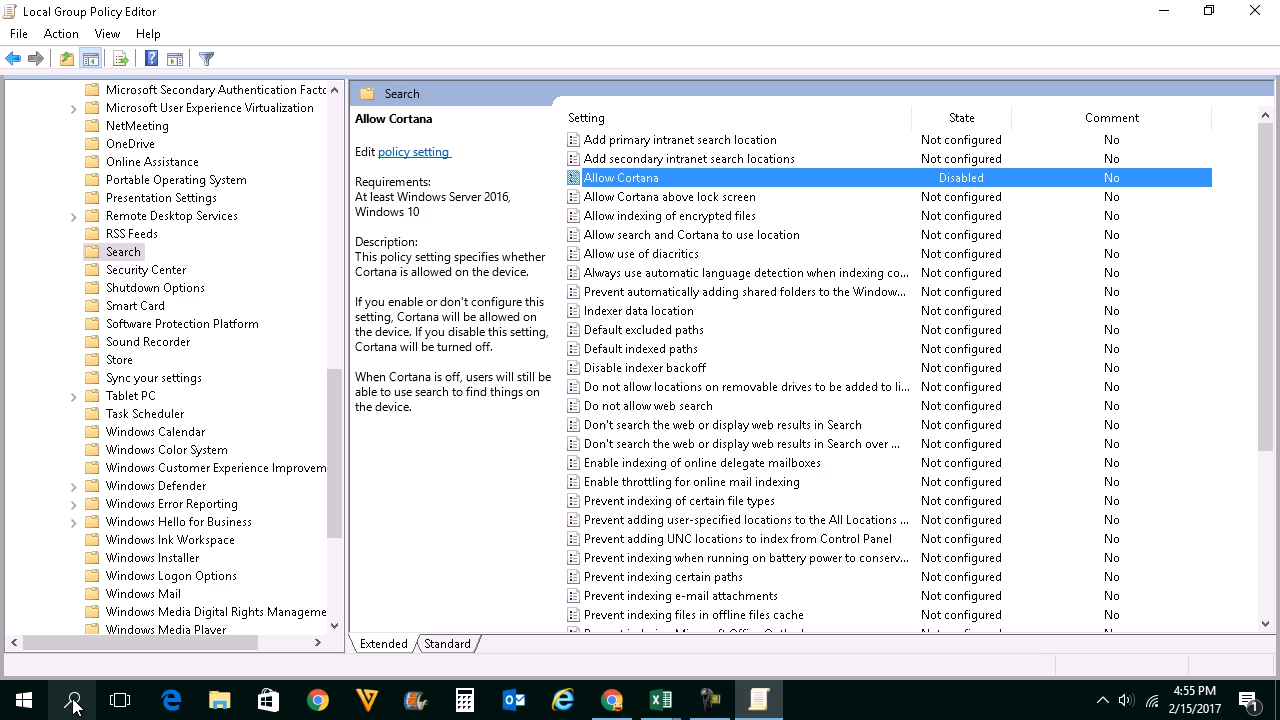 Local Group Policy Editor
File Action View Help
Microsoft Secondary Authentication Facto
Microsoft User Experience Virtualization
NetMeeting
OneDrive
Online Assistance
Portable Operating System
Presentation Settings
Remote Desktop Services
RSS Feeds
Search
Security Center
Shutdown Options
Smart Card
Software Protection Platform
Sound Recorder
Store
Sync your settings
Tablet PC
Task Scheduler
Windows Calendar
Windows Color System
Windows Customer Experience Improvem
Windows Defender
Windows Error Reporting
Windows Hello for Business
Windows Ink Workspace
Windows Installer
Windows Logon Options
Windows Mail
Windows Media Digital Rights Manageme
Windows Media Player
Search
Allow Cortana
Edit policy setting
Requirements:
At least Windows Server 2016,
Windows 10
Description:
This policy setting specifies whether
Cortana is allowed on the device.
If you enable or don't configure this
setting, Cortana will be allowed on
the device. If you disable this setting,
Cortana will be turned off.
When Cortana is off, users will still be
able to use search to find things on
the device.
Setting State Comment
Add primary intranet search location Not configured No
Add secondary intranet search locations Not configured No
Allow Cortana Disabled No
Allow Cortana above lock screen Not configured No
Allow indexing of encrypted files Not configured No
Allow search and Cortana to use location Not configured No
Allow use of diacritics Not configured No
Always use automatic language detection when indexing co... Not configured No
Prevent automatically adding shared folders to the Window... Not configured No
Indexer data location Not configured No
Default excluded paths Not configured No
Default indexed paths Not configured No
Disable indexer backoff Not configured No
Do not allow locations on removable drives to be added to li... Not configured No
Do not allow web search Not configured No
Don't search the web or display web results in Search Not configured No
Don't search the web or display web results in Search over ... Not configured No
Enable indexing of online delegate mailboxes Not configured No
Enable throttling for online mail indexing Not configured No
Prevent indexing of certain file types Not configured No
Prevent adding user-specified locations to the All Locations ... Not configured No
Prevent adding UNC locations to index from Control Panel Not configured No
Prevent indexing when running on battery power to conserv... Not configured No
Prevent indexing certain paths Not configured No
Prevent indexing e-mail attachments Not configured No
Prevent indexing files in offline files cache Not configured No
Extended Standard
4:55 PM
2/15/2017
1